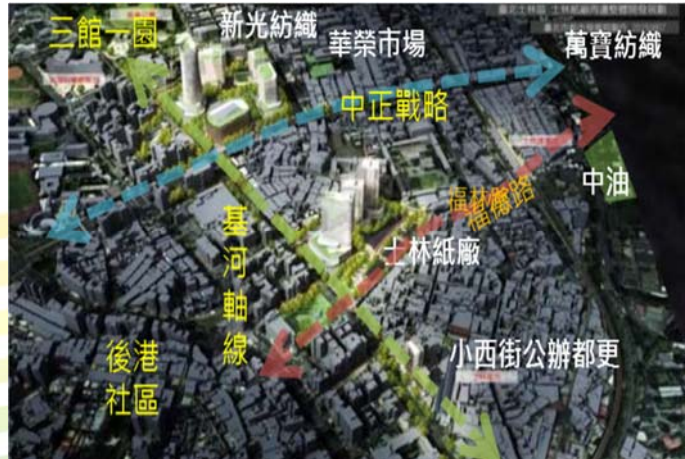 三館一園
新光紡織
華榮市場
萬寶紡織
中正戰略
中油
福林路
福德路
基河軸線
士林紙廠
後港
社區
小西街公辦都更